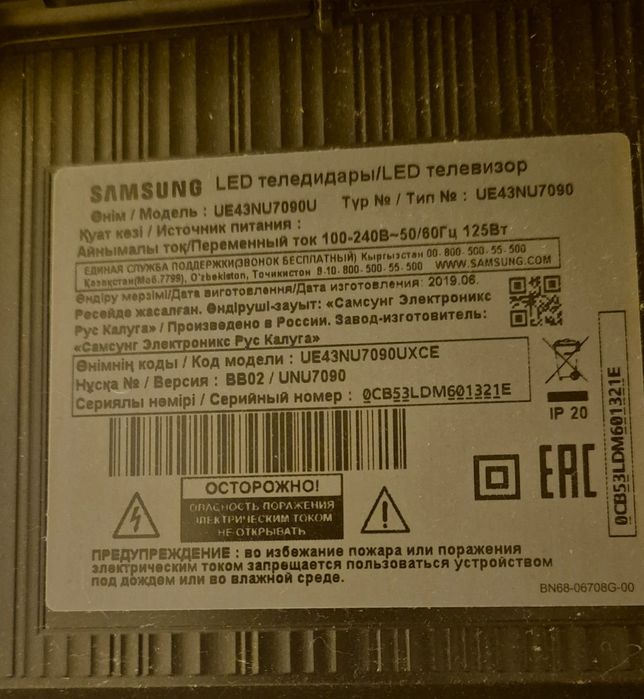 SAMSUNG LED теледидары/LED телевизор
Өнім / Модель : UE43NU7090U Түр № / Тип № : UE43NU7090
Қуат көзі / Источник питания :
Айнымалы ток/Переменный ток 100-240В~50/60Гц 125Вт
ЕДИНАЯ СЛУЖБА ПОДДЕРЖКИ(ЗВОНОК БЕСПЛАТНЫЙ) Кыргызстан 00-800-500-55-500
Қазақстан(Моб.7799), O'zbekiston, Точикистон 8-10-800-500-55-500 WWW.SAMSUNG.COM
Өндіру мерзімі/Дата выготовления/Дата изготовления: 2019.06.
Ресейде жасалған. Өндіруші-зауыт: «Самсунг Электроникс
Рус Калуга» / Произведено в России. Завод-изготовитель:
«Самсунг Электроникс Рус Калуга»
Өнімнің коды / Код модели : UE43NU7090UXCE
Нұсқа № / Версия : BB02 / UNU7090
Сериялы нөмірі / Серийный номер : 0CB53LDM601321E
IP 20
0CB53LDM601321E
EAC
ОСТОРОЖНО!
ОПАСНОСТЬ ПОРАЖЕНИЯ
ЭЛЕКТРИЧЕСКИМ ТОКОМ
НЕ ОТКРЫВАТЬ
ПРЕДУПРЕЖДЕНИЕ : во избежание пожара или поражения
электрическим током запрещается пользоваться устройством
под дождем или во влажной среде.
BN68-06708G-00